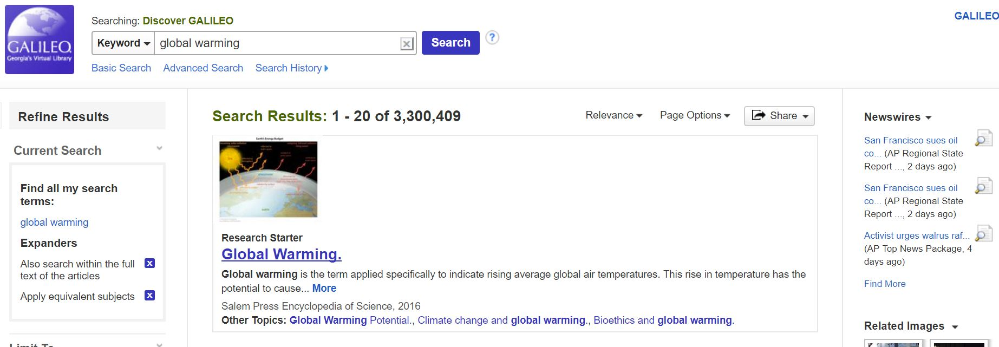 GALILEO
Georgia's Virtual Library
Searching: Discover GALILEO
Keyword
global warming
Search
?
GALILEO
Basic Search
Advanced Search
Search History
Refine Results
Current Search
Find all my search
terms:
global warming
Expanders
Also search within the full
text of the articles
Apply equivalent subjects
Limit To
Search Results: 1 - 20 of 3,300,409
Relevance
Page Options
Share
Earth's Energy Budget
EARTH
Research Starter
Global Warming.
Global warming is the term applied specifically to indicate rising average global air temperatures. This rise in temperature has the
potential to cause... More
Salem Press Encyclopedia of Science, 2016
Other Topics: Global Warming Potential., Climate change and global warming., Bioethics and global warming.
Newswires
San Francisco sues oil
co... (AP Regional State
Report ..., 2 days ago)
San Francisco sues oil
co... (AP Regional State
Report ..., 2 days ago)
Activist urges walrus raf...
(AP Top News Package, 4
days ago)
Find More
Related Images